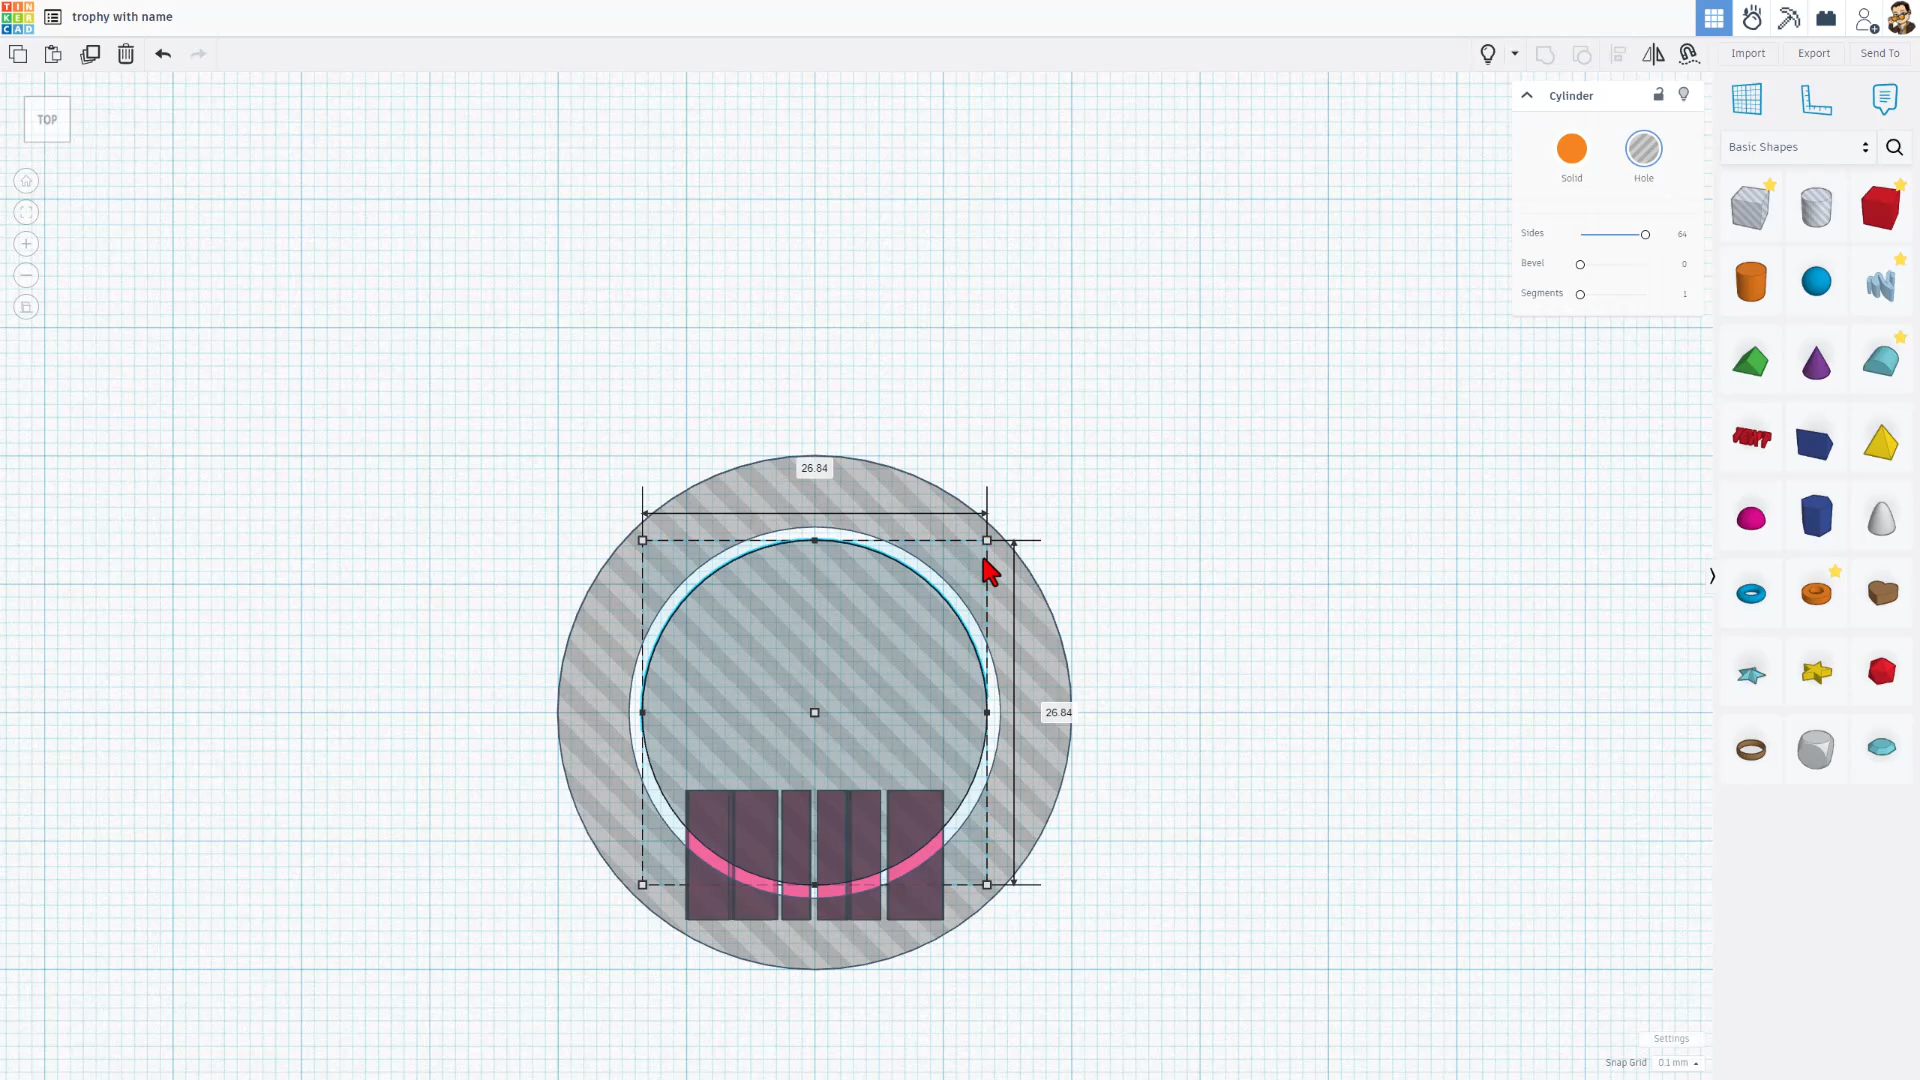 TIN
KER
CAD
trophy with name
Import
Export
Send To
TOP
Cylinder
Solid
Hole
Sides
64
Bevel
0
Segments
1
Basic Shapes
TEXT
26.84
26.84
Settings
Snap Grid
0.1 mm